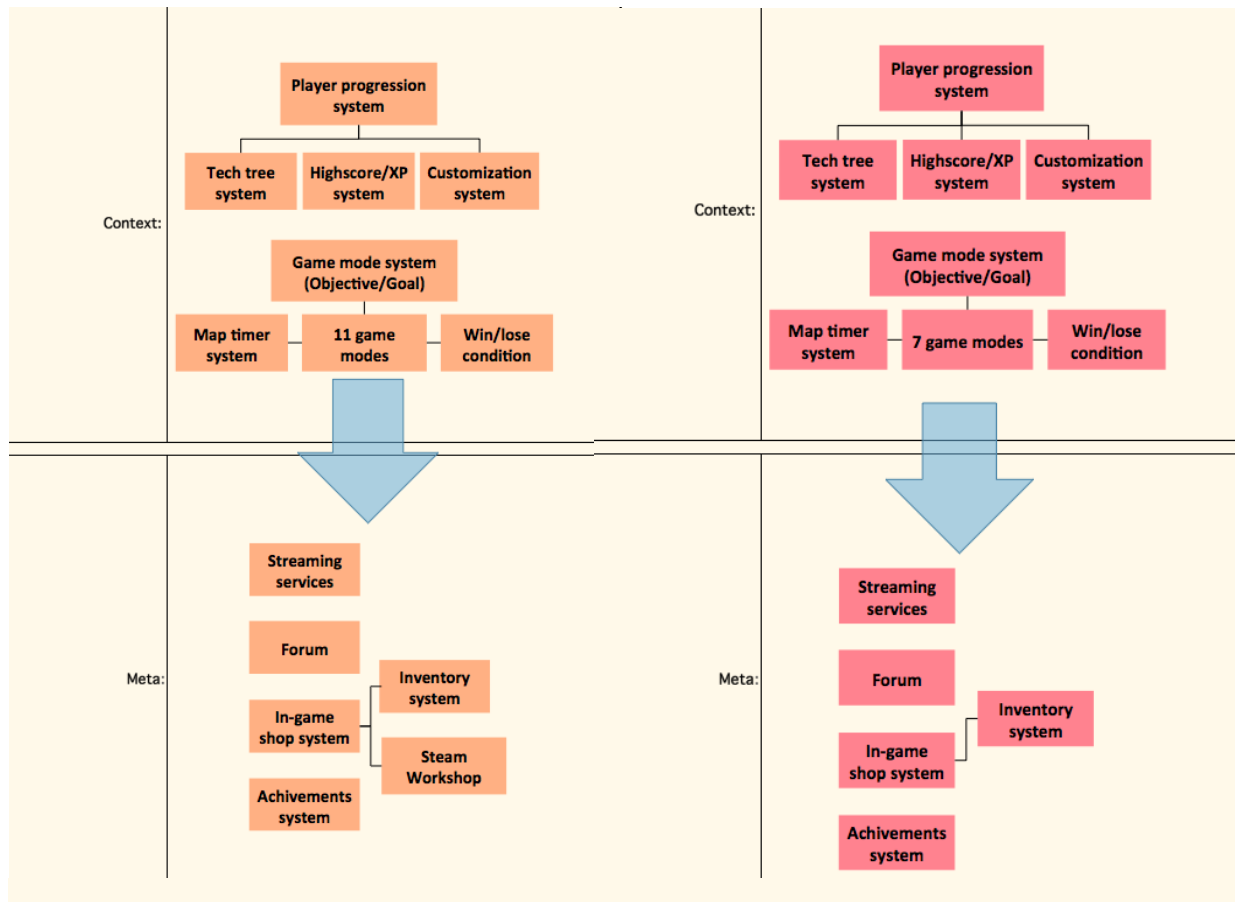 Player progression
system
Tech tree
system
Highscore/XP
system
Customization
system
Context:
Game mode system
(Objective/Goal)
Map timer
system
11 game
modes
Win/lose
condition
Streaming
services
Forum
Meta:
Inventory
system
In-game
shop system
Steam
Workshop
Achivements
system
Player progression
system
Tech tree
system
Highscore/XP
system
Customization
system
Context:
Game mode system
(Objective/Goal)
Map timer
system
7 game modes
Win/lose
condition
Streaming
services
Forum
Meta:
Inventory
system
In-game
shop system
Achivements
system